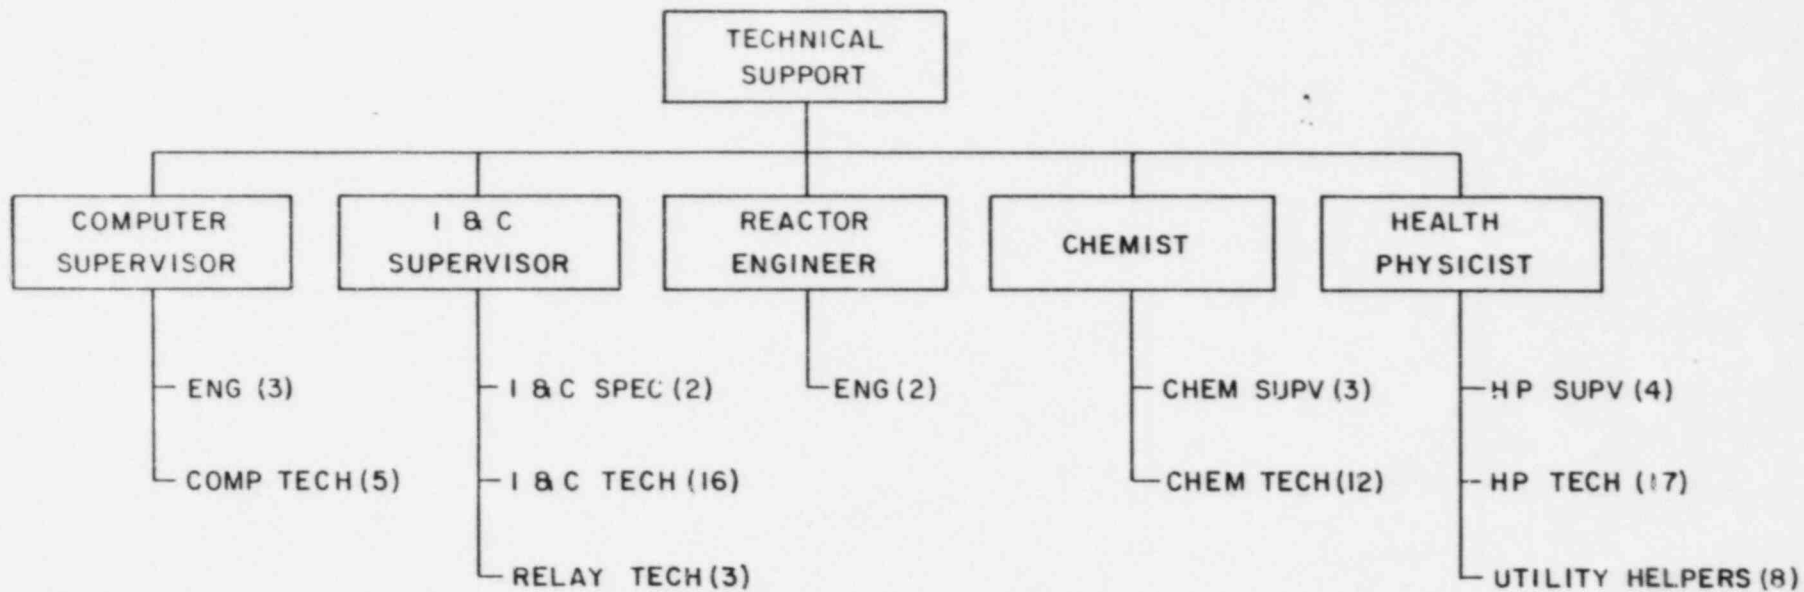 TECHNICAL
SUPPORT
COMPUTER
SUPERVISOR
I & C
SUPERVISOR
REACTOR
ENGINEER
CHEMIST
HEALTH
PHYSICIST
ENG (3)
I & C SPEC (2)
ENG (2)
CHEM SUPV (3)
HP SUPV (4)
COMP TECH (5)
I & C TECH (16)
CHEM TECH (12)
HP TECH (17)
RELAY TECH (3)
UTILITY HELPERS (8)